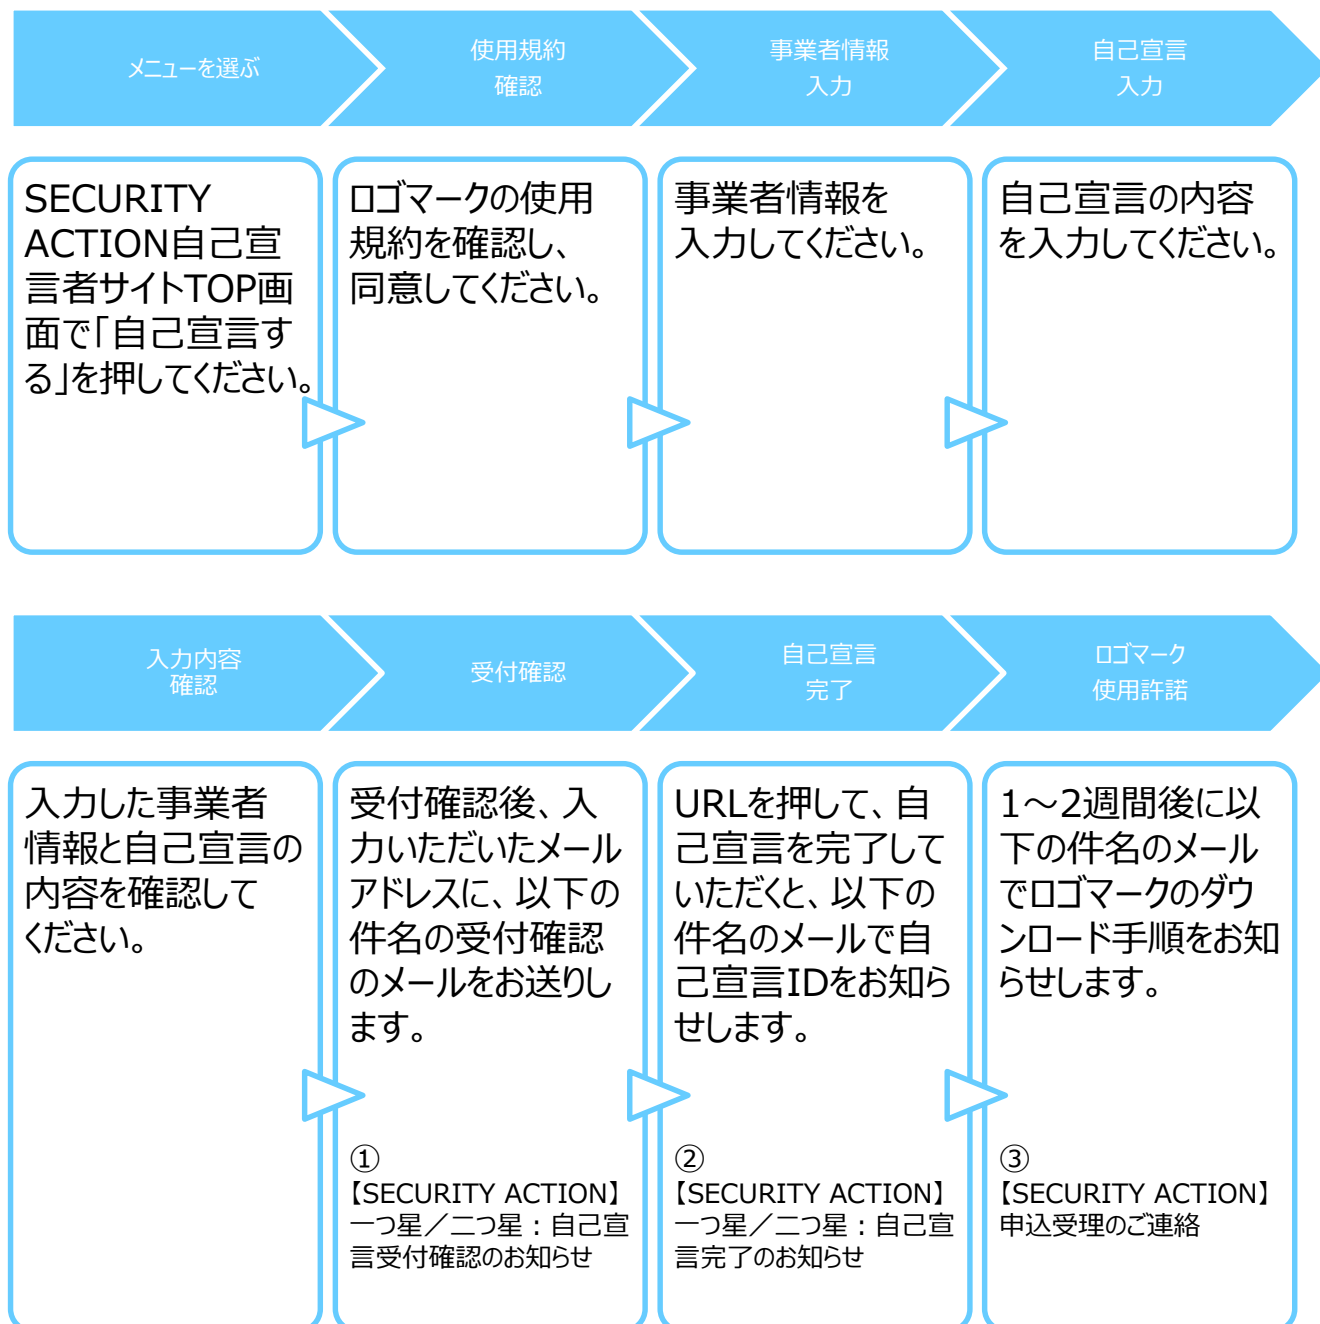 メニューを選ぶ
使用規約
確認
事業者情報
入力
自己宣言
入力
SECURITY
ACTION自己宣
言者サイトTOP画
面で「自己宣言す
る」を押してください。
ロゴマークの使用
規約を確認し、
同意してください。
事業者情報を
入力してください。
自己宣言の内容
を入力してください。
入力内容
確認
受付確認
自己宣言
完了
ロゴマーク
使用許諾
入力した事業者
情報と自己宣言の
内容を確認して
ください。
受付確認後、入
力いただいたメール
アドレスに、以下の
件名の受付確認
のメールをお送りし
ます。
①
【SECURITY ACTION】
一つ星／二つ星：自己宣
言受付確認のお知らせ
URLを押して、自
己宣言を完了して
いただくと、以下の
件名のメールで自
己宣言IDをお知ら
せします。
②
【SECURITY ACTION】
一つ星／二つ星：自己宣
言完了のお知らせ
1～2週間後に以
下の件名のメール
でロゴマークのダウ
ンロード手順をお知
らせします。
③
【SECURITY ACTION】
申込受理のご連絡